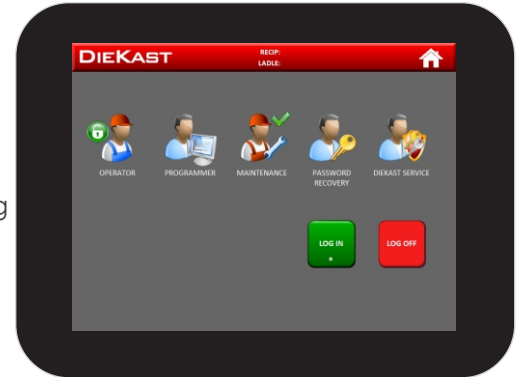 DIEKAST
RECIP:
LADLE:
OPERATOR
PROGRAMMER
MAINTENANCE
PASSWORD
RECOVERY
DIEKAST SERVICE
g
LOG IN
*
LOG OFF